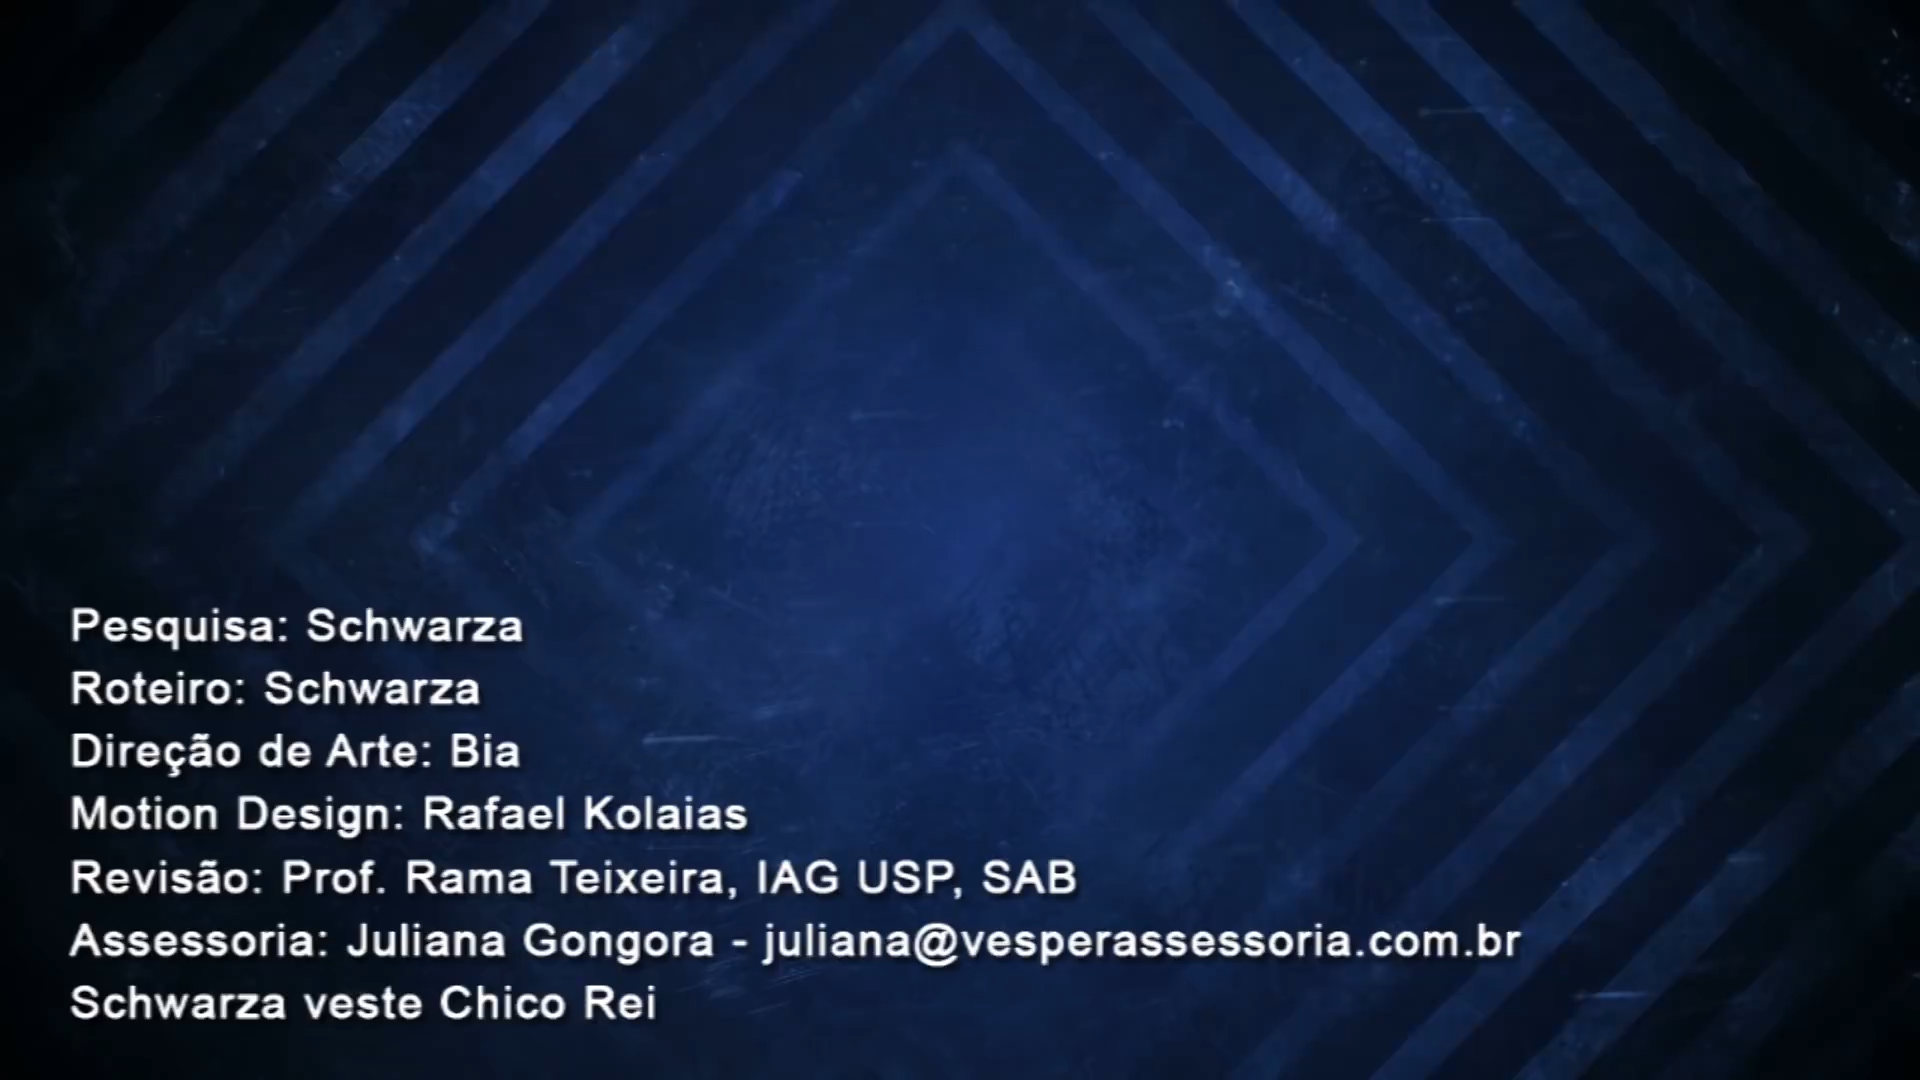 Pesquisa: Schwarza
Roteiro: Schwarza
Direção de Arte: Bia
Motion Design: Rafael Kolaias
Revisão: Prof. Rama Teixeira, IAG USP, SAB
Assessoria: Juliana Gongora - juliana@vesperassessoria.com.br
Schwarza veste Chico Rei